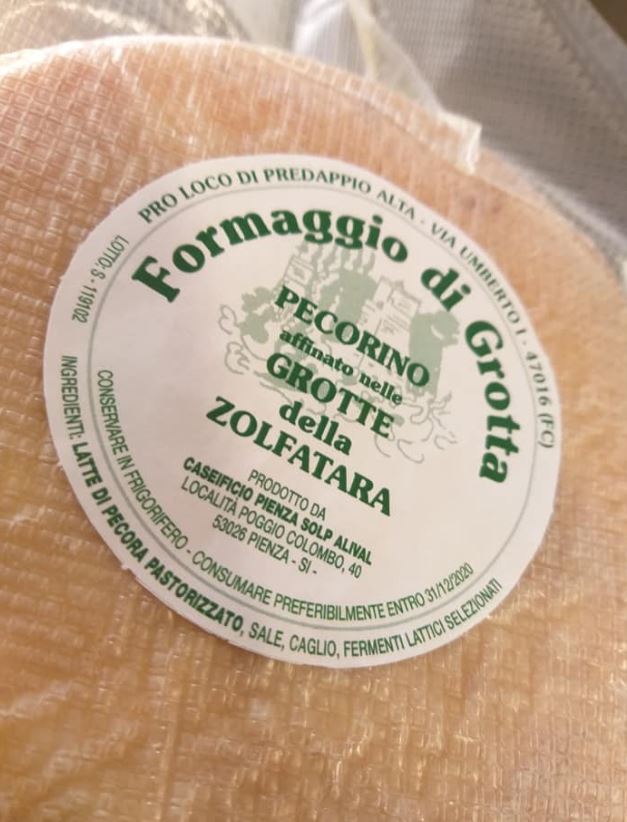 PRO LOCO DI PREDAPPIO ALTA - VIA UMBERTO I - 47016 (FC)
Formaggio di Grotta
PECORINO
affinato nelle
GROTTE
della
ZOLFATARA
PRODOTTO DA
CASEIFICIO PIENZA SOLP ALIVAL
LOCALITÀ POGGIO COLOMBO, 40
53026 PIENZA - SI -
LOTTO: S - 119102
CONSERVARE IN FRIGORIFERO - CONSUMARE PREFERIBILMENTE ENTRO 31/12/2020
INGREDIENTI: LATTE DI PECORA PASTORIZZATO, SALE, CAGLIO, FERMENTI LATTICI SELEZIONATI